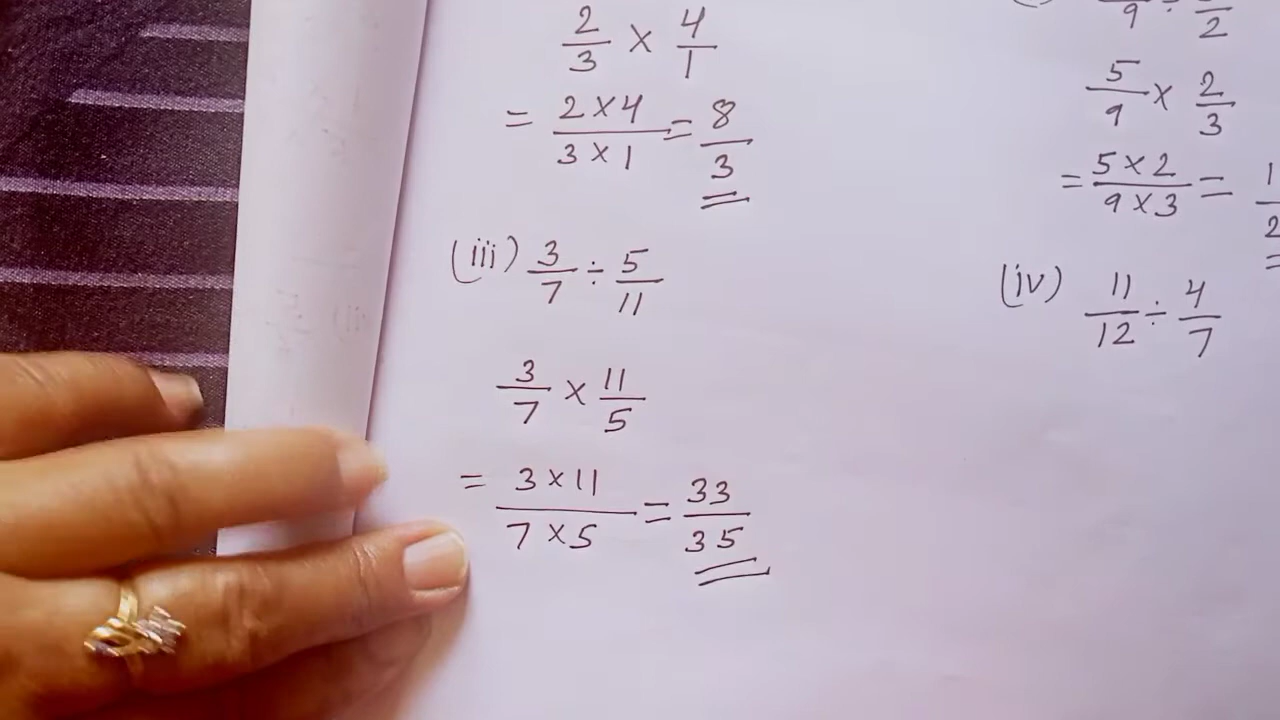 2/3 × 4/1
= (2 × 4)/(3 × 1) = 8/3
(iii) 3/7 ÷ 5/11
3/7 × 11/5
= (3 × 11)/(7 × 5) = 33/35
5/9 × 2/3
= (5 × 2)/(9 × 3) =
(iv) 11/12 ÷ 4/7